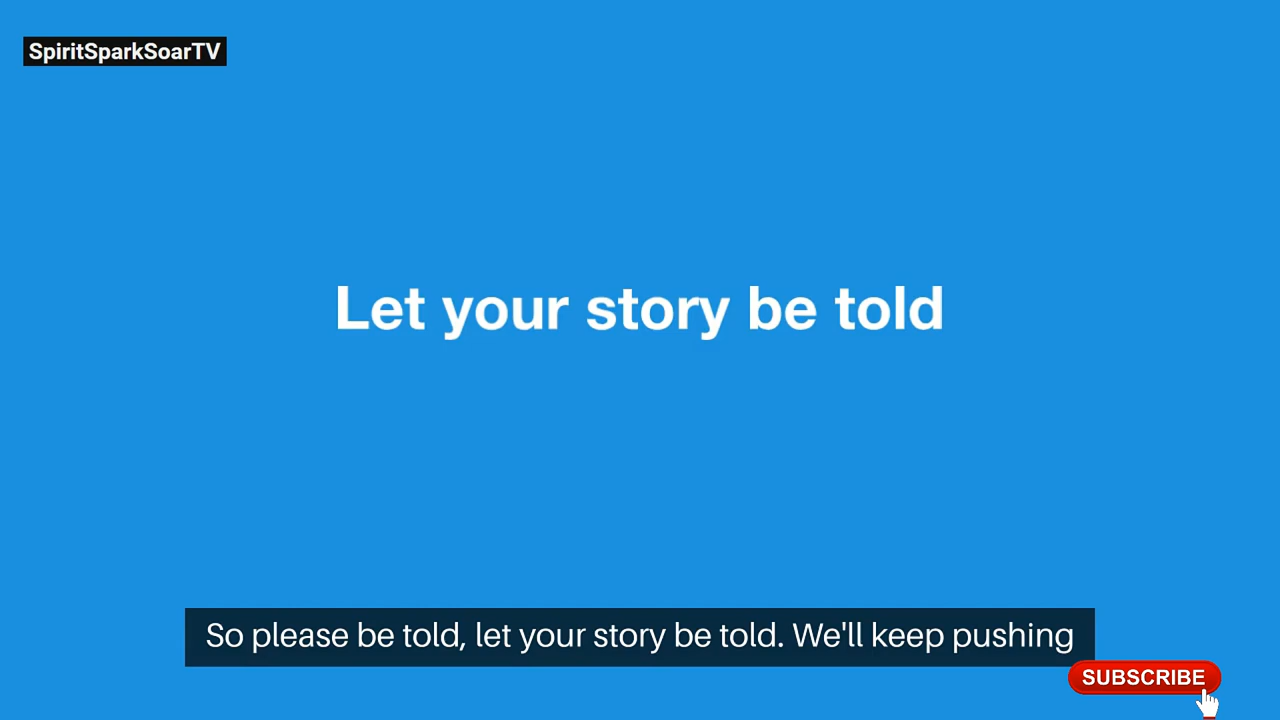 SpiritSparkSoarTV
Let your story be told
So please be told, let your story be told. We'll keep pushing
SUBSCRIBE